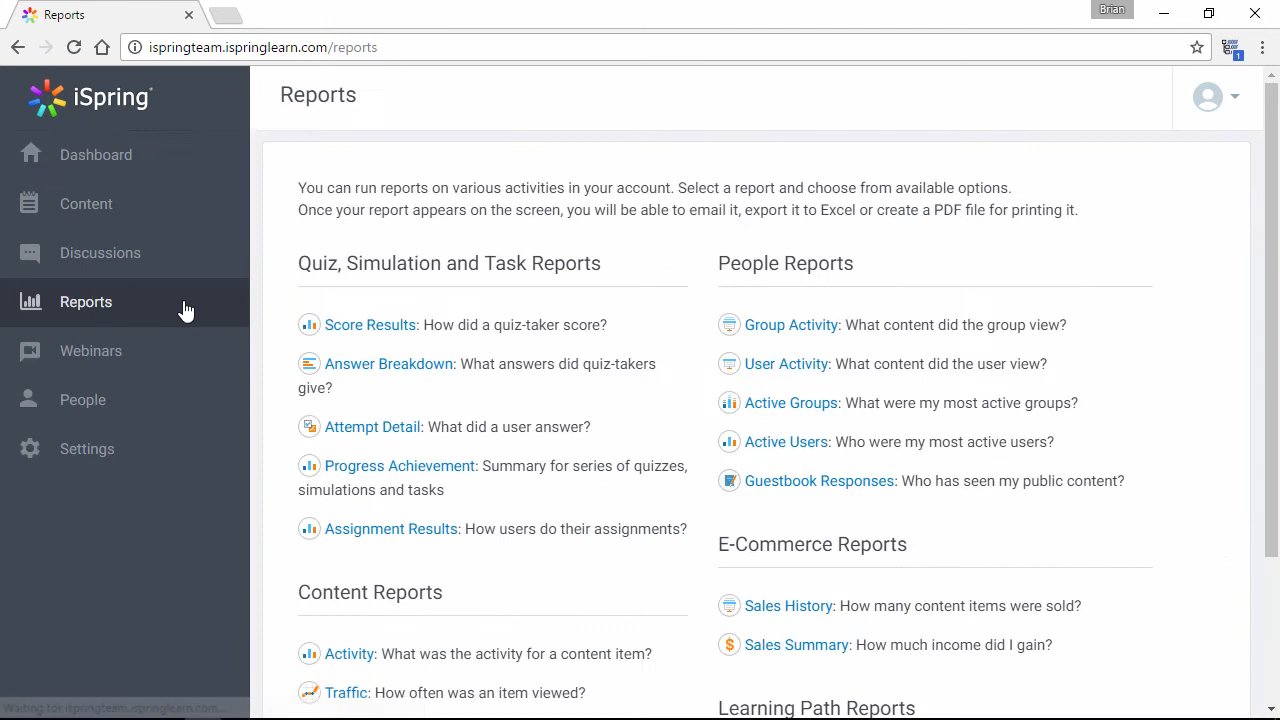 Reports
Brian
ispringteam.ispringlearn.com/reports
1
iSpring
Reports
Dashboard
Content
Discussions
Reports
Webinars
People
Settings
You can run reports on various activities in your account. Select a report and choose from available options.
Once your report appears on the screen, you will be able to email it, export it to Excel or create a PDF file for printing it.
Quiz, Simulation and Task Reports
Score Results: How did a quiz-taker score?
Answer Breakdown: What answers did quiz-takers
give?
Attempt Detail: What did a user answer?
Progress Achievement: Summary for series of quizzes,
simulations and tasks
Assignment Results: How users do their assignments?
Content Reports
Activity: What was the activity for a content item?
Traffic: How often was an item viewed?
People Reports
Group Activity: What content did the group view?
User Activity: What content did the user view?
Active Groups: What were my most active groups?
Active Users: Who were my most active users?
Guestbook Responses: Who has seen my public content?
E-Commerce Reports
Sales History: How many content items were sold?
Sales Summary: How much income did I gain?
Learning Path Reports
Waiting for ispringteam.ispringlearn.com...